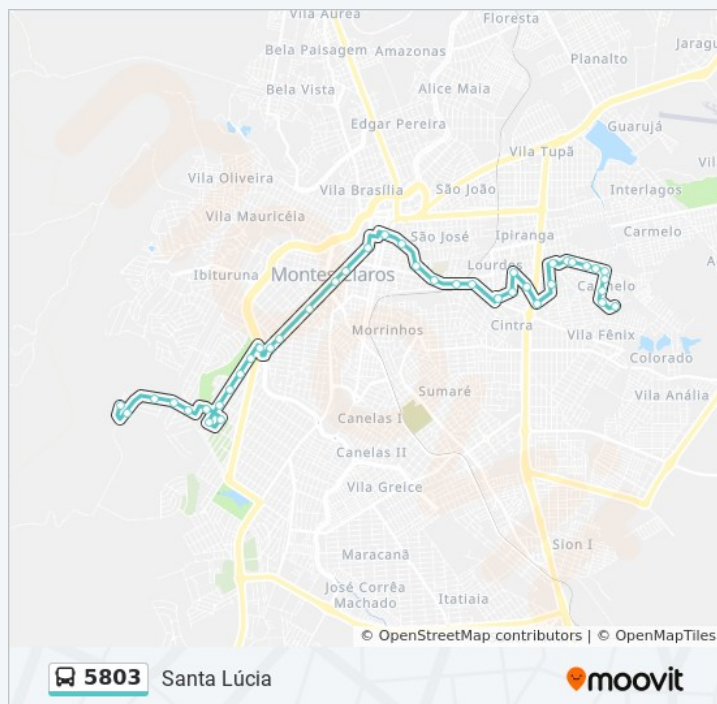 Vila Áurea
Floresta
Bela Paisagem
Amazonas
Planalto
Bela Vista
Alice Maia
Edgar Pereira
Guarujá
Vila Tupã
Vila Oliveira
Vila Brasília
São João
Interlagos
Vila Mauricéia
São José
Ipiranga
Carmelo
Ibituruna
Montes Claros
Lourdes
Carmelo
Morrinhos
Cintra
Vila Fênix
Colorado
Sumaré
Vila Anália
Canelas I
Canelas II
Vila Greice
Maracanã
Sion I
José Corrêa
Machado
Itatiaia
© OpenStreetMap contributors | © OpenMapTiles
5803 Santa Lúcia
moovit